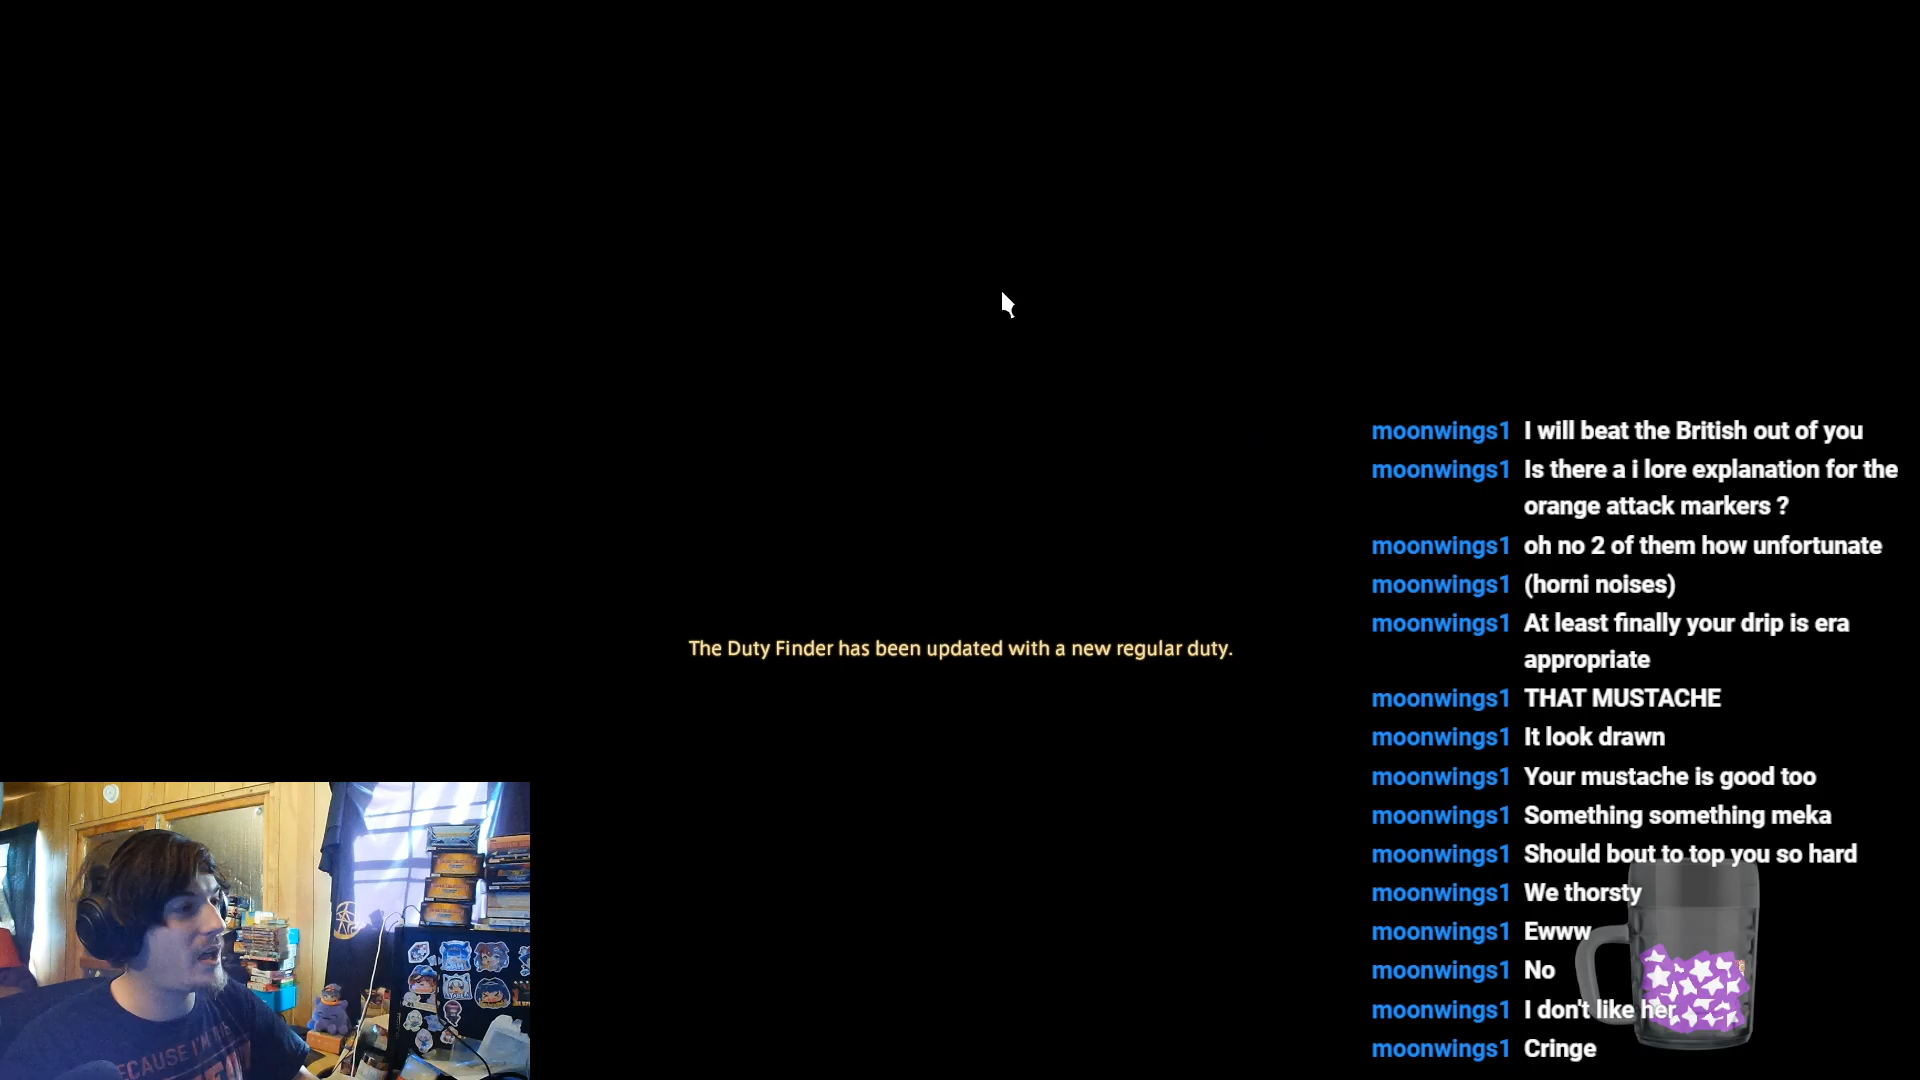 moonwings1 I will beat the British out of you
moonwings1 Is there a i lore explanation for the
orange attack markers ?
moonwings1 oh no 2 of them how unfortunate
moonwings1 (horni noises)
moonwings1 At least finally your drip is era
appropriate
The Duty Finder has been updated with a new regular duty.
moonwings1 THAT MUSTACHE
moonwings1 It look drawn
moonwings1 Your mustache is good too
moonwings1 Something something meka
moonwings1 Should bout to top you so hard
moonwings1 We thorsty
moonwings1 Ewww
moonwings1 No
moonwings1 I don't like her
moonwings1 Cringe
BECAUSE I'M